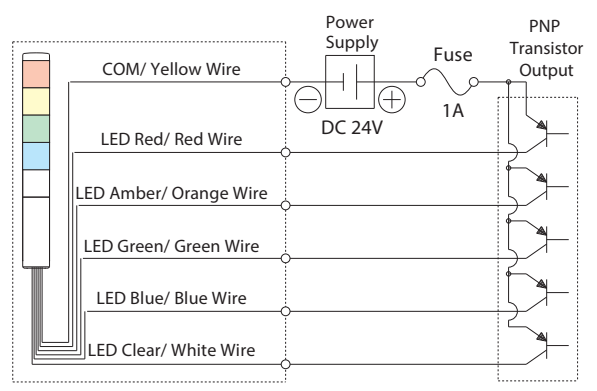 Power
Supply
PNP
Transistor
Output
Fuse
COM/ Yellow Wire
− +
1A
DC 24V
LED Red/ Red Wire
LED Amber/ Orange Wire
LED Green/ Green Wire
LED Blue/ Blue Wire
LED Clear/ White Wire